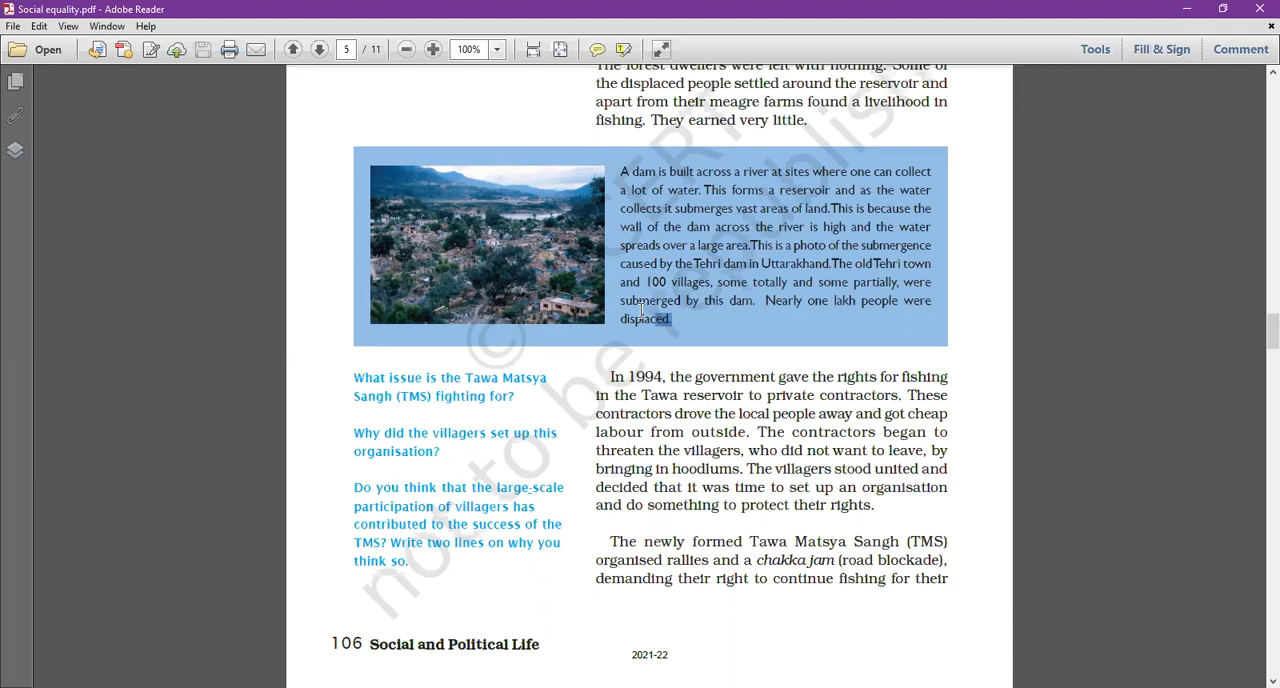 Social equality.pdf - Adobe Reader
File Edit View Window Help
Open 5 / 11 100% Tools Fill & Sign Comment
The forest dwellers were left with nothing. Some of
the displaced people settled around the reservoir and
apart from their meagre farms found a livelihood in
fishing. They earned very little.
A dam is built across a river at sites where one can collect
a lot of water. This forms a reservoir and as the water
collects it submerges vast areas of land.This is because the
wall of the dam across the river is high and the water
spreads over a large area.This is a photo of the submergence
caused by the Tehri dam in Uttarakhand.The old Tehri town
and 100 villages, some totally and some partially, were
submerged by this dam. Nearly one lakh people were
displaced.
What issue is the Tawa Matsya
Sangh (TMS) fighting for?
Why did the villagers set up this
organisation?
Do you think that the large-scale
participation of villagers has
contributed to the success of the
TMS? Write two lines on why you
think so.
In 1994, the government gave the rights for fishing
in the Tawa reservoir to private contractors. These
contractors drove the local people away and got cheap
labour from outside. The contractors began to
threaten the villagers, who did not want to leave, by
bringing in hoodlums. The villagers stood united and
decided that it was time to set up an organisation
and do something to protect their rights.
The newly formed Tawa Matsya Sangh (TMS)
organised rallies and a chakka jam (road blockade),
demanding their right to continue fishing for their
106 Social and Political Life
2021-22
not to be republish